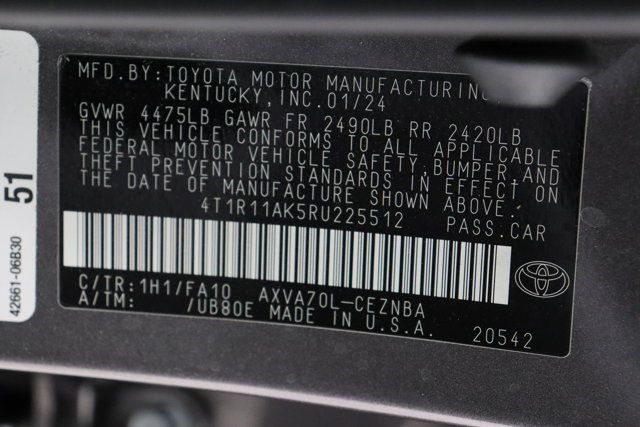 MFD.BY:TOYOTA MOTOR MANUFACTURING
KENTUCKY, INC.01/24
GVWR 4475LB GAWR FR 2490LB RR 2420LB
THIS VEHICLE CONFORMS TO ALL APPLICABLE
FEDERAL MOTOR VEHICLE SAFETY,BUMPER,AND
THEFT PREVENTION STANDARDS IN EFFECT ON
THE DATE OF MANUFACTURE SHOWN ABOVE.
4T1R11AK5RU225512 PASS.CAR
C/TR:1H1/FA10 AXVA70L-CEZNBA
A/TM: /UB80E MADE IN U.S.A.
20542
51
42661-06B30